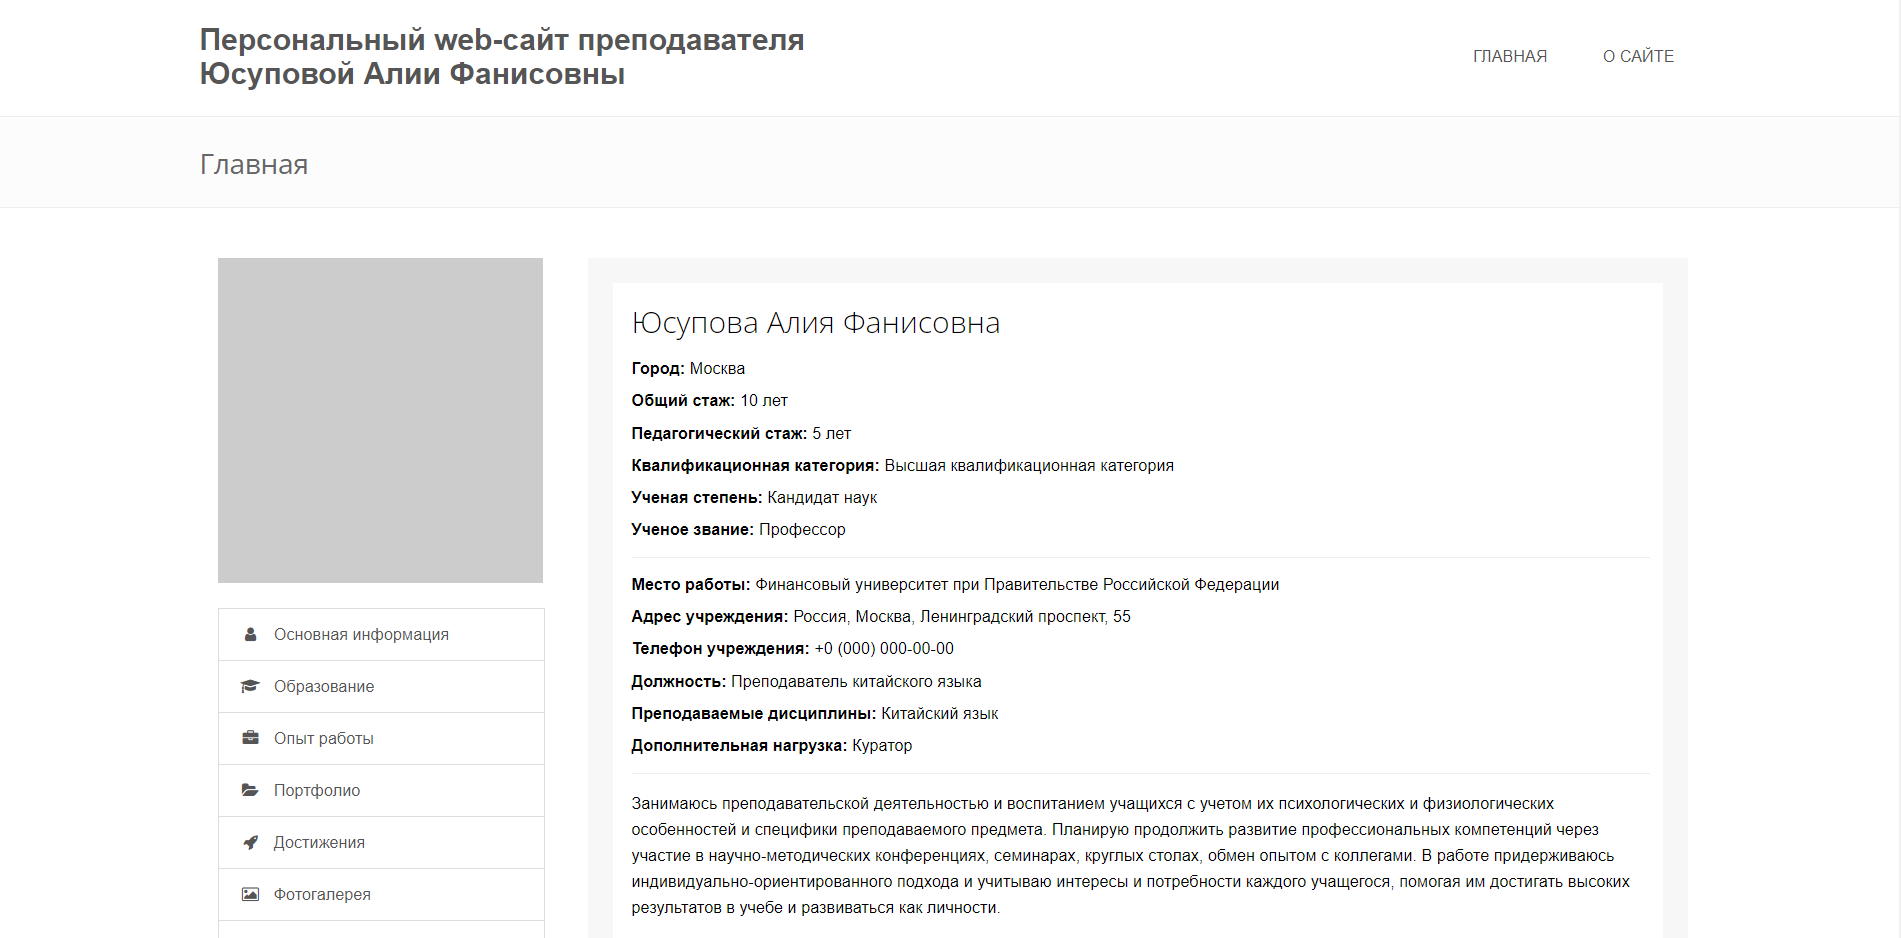 Персональный web-сайт преподавателя
Юсуповой Алии Фанисовны
ГЛАВНАЯ
О САЙТЕ
Главная
Основная информация
Образование
Опыт работы
Портфолио
Достижения
Фотогалерея
Юсупова Алия Фанисовна
Город: Москва
Общий стаж: 10 лет
Педагогический стаж: 5 лет
Квалификационная категория: Высшая квалификационная категория
Ученая степень: Кандидат наук
Ученое звание: Профессор
Место работы: Финансовый университет при Правительстве Российской Федерации
Адрес учреждения: Россия, Москва, Ленинградский проспект, 55
Телефон учреждения: +0 (000) 000-00-00
Должность: Преподаватель китайского языка
Преподаваемые дисциплины: Китайский язык
Дополнительная нагрузка: Куратор
Занимаюсь преподавательской деятельностью и воспитанием учащихся с учетом их психологических и физиологических
особенностей и специфики преподаваемого предмета. Планирую продолжить развитие профессиональных компетенций через
участие в научно-методических конференциях, семинарах, круглых столах, обмен опытом с коллегами. В работе придерживаюсь
индивидуально-ориентированного подхода и учитываю интересы и потребности каждого учащегося, помогая им достигать высоких
результатов в учебе и развиваться как личности.